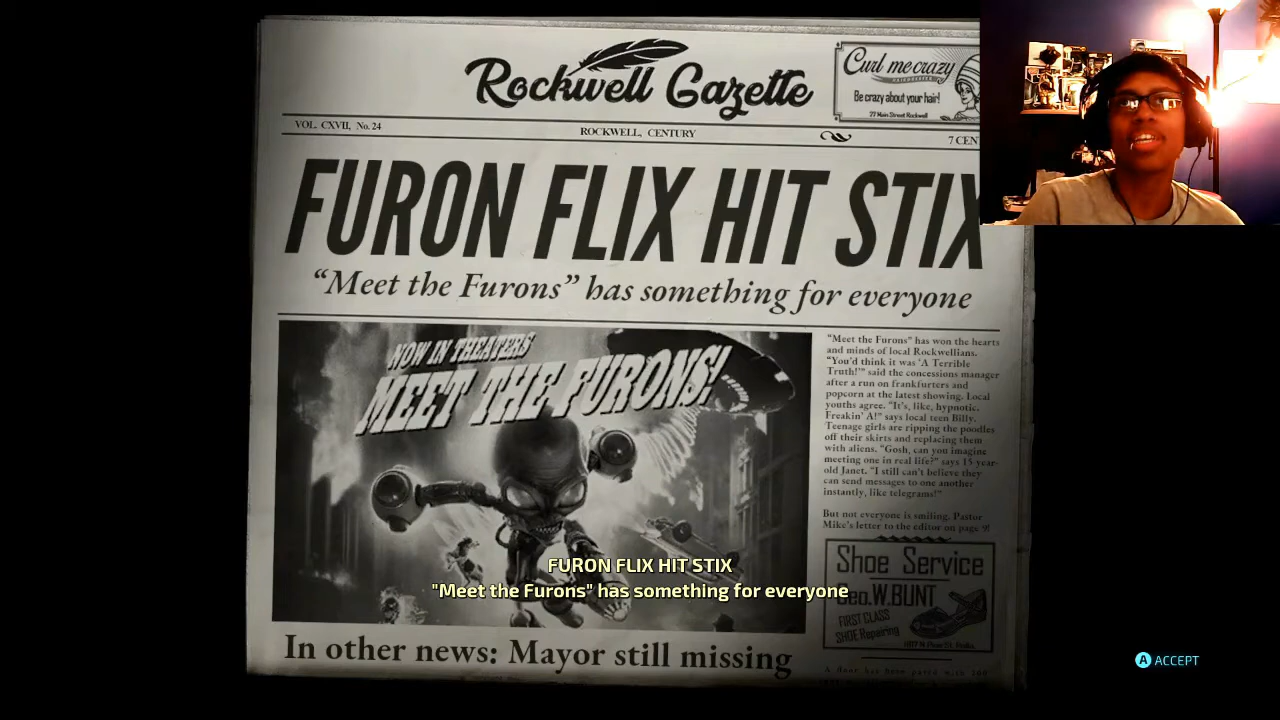 Rockwell Gazette
Curl me crazy
Be crazy about your hair!
77 Main Street Rockwell
VOL. CXVII, No. 24
ROCKWELL, CENTURY
7 CEN
FURON FLIX HIT STIX
“Meet the Furons” has something for everyone
NOW IN THEATERS
MEET THE FURONS!
"Meet the Furons" has won the hearts
and minds of local Rockwellians.
"You'd think it was 'A Terrible
Truth!'" said the concessions manager
after a run on frankfurters and
popcorn at the latest showing. Local
youths agree. "It's, like, hypnotic.
Freakin' A!" says local teen Billy.
Teenage girls are ripping the poodles
off their skirts and replacing them
with aliens. "Gosh, can you imagine
meeting one in real life?" says 15 year-
old Janet. "I still can't believe they
can send messages to one another
instantly, like telegrams!"
But not everyone is smiling. Pastor
Mike's letter to the editor on page
Shoe Service
Geo.W.BUNT
FIRST CLASS
SHOE Repairing
FURON FLIX HIT STIX
"Meet the Furons" has something for everyone
In other news: Mayor still missing
A ACCEPT